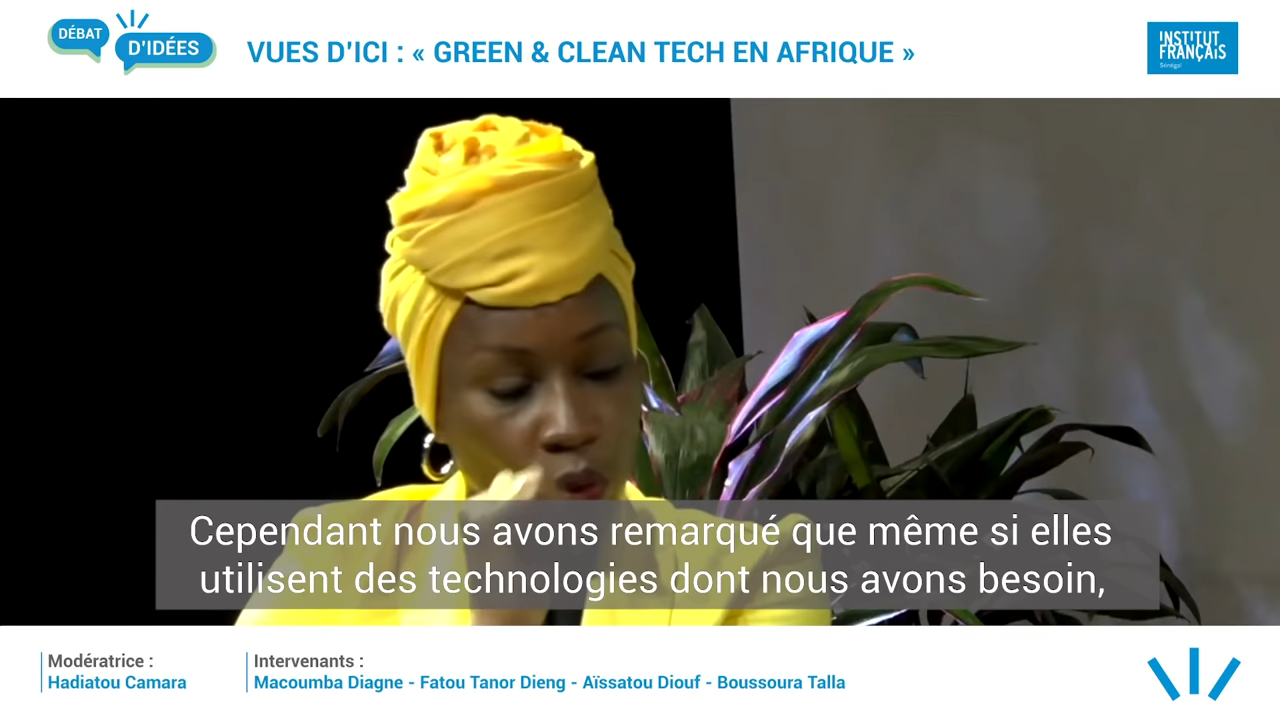 DÉBAT
D'IDÉES
VUES D'ICI : « GREEN & CLEAN TECH EN AFRIQUE »
INSTITUT
FRANÇAIS
Sénégal
Cependant nous avons remarqué que même si elles
utilisent des technologies dont nous avons besoin,
Modératrice :
Hadiatou Camara
Intervenants :
Macoumba Diagne - Fatou Tanor Dieng - Aïssatou Diouf - Boussoura Talla